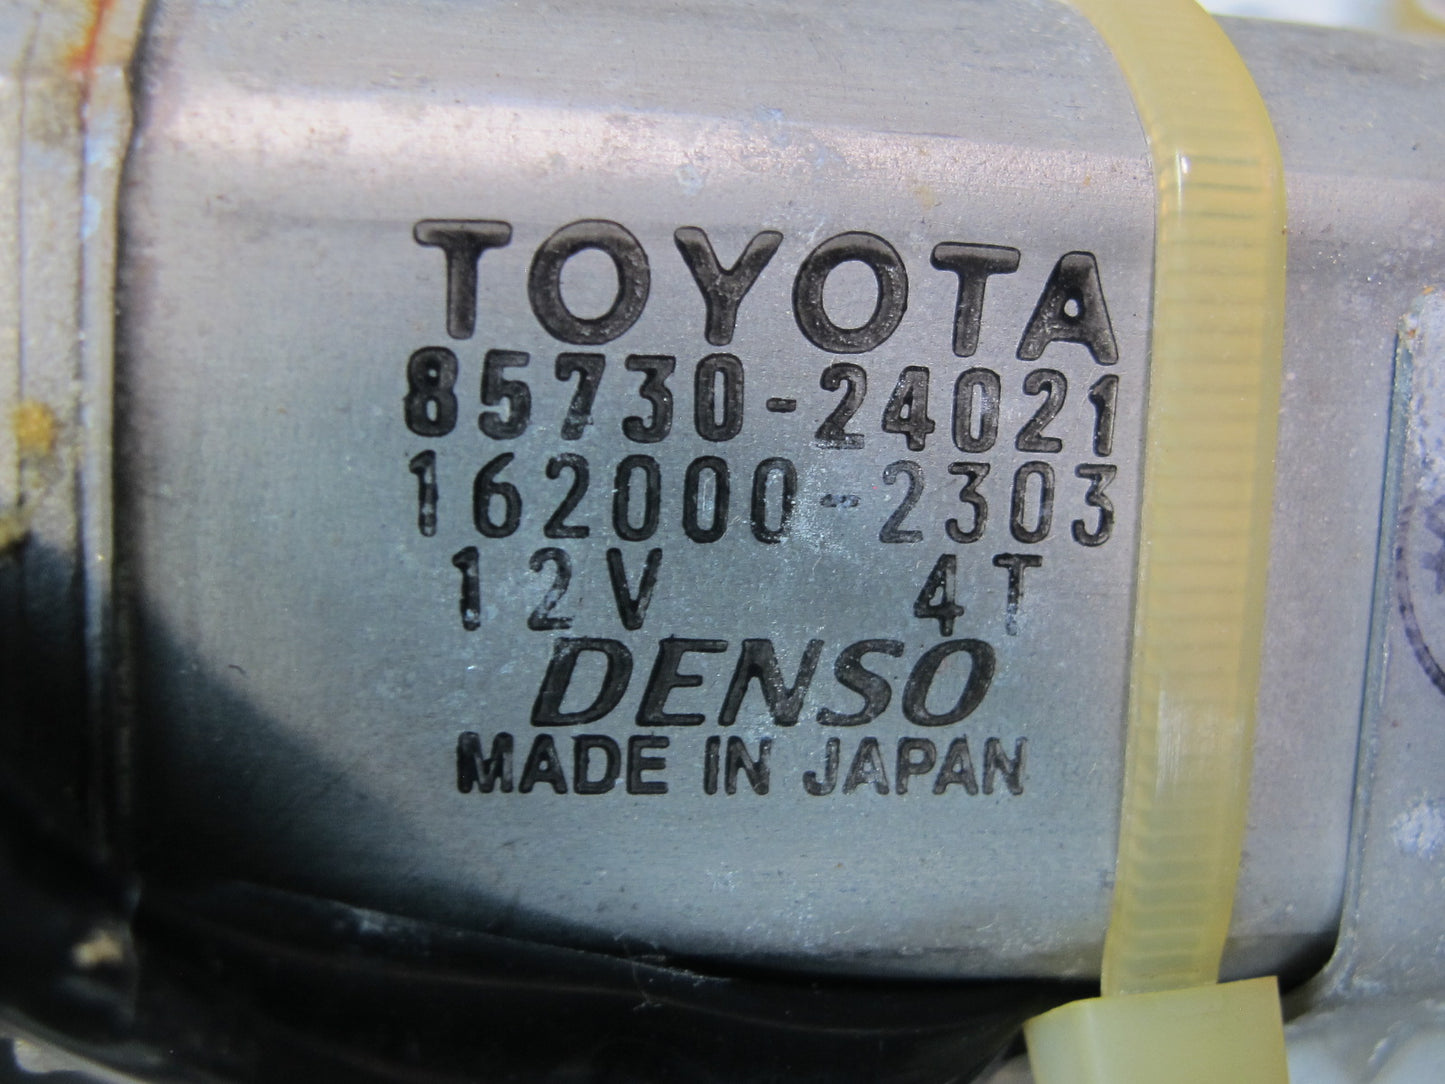 TOYOTA
85730-24021
162000-2303
12V 4T
DENSO
MADE IN JAPAN